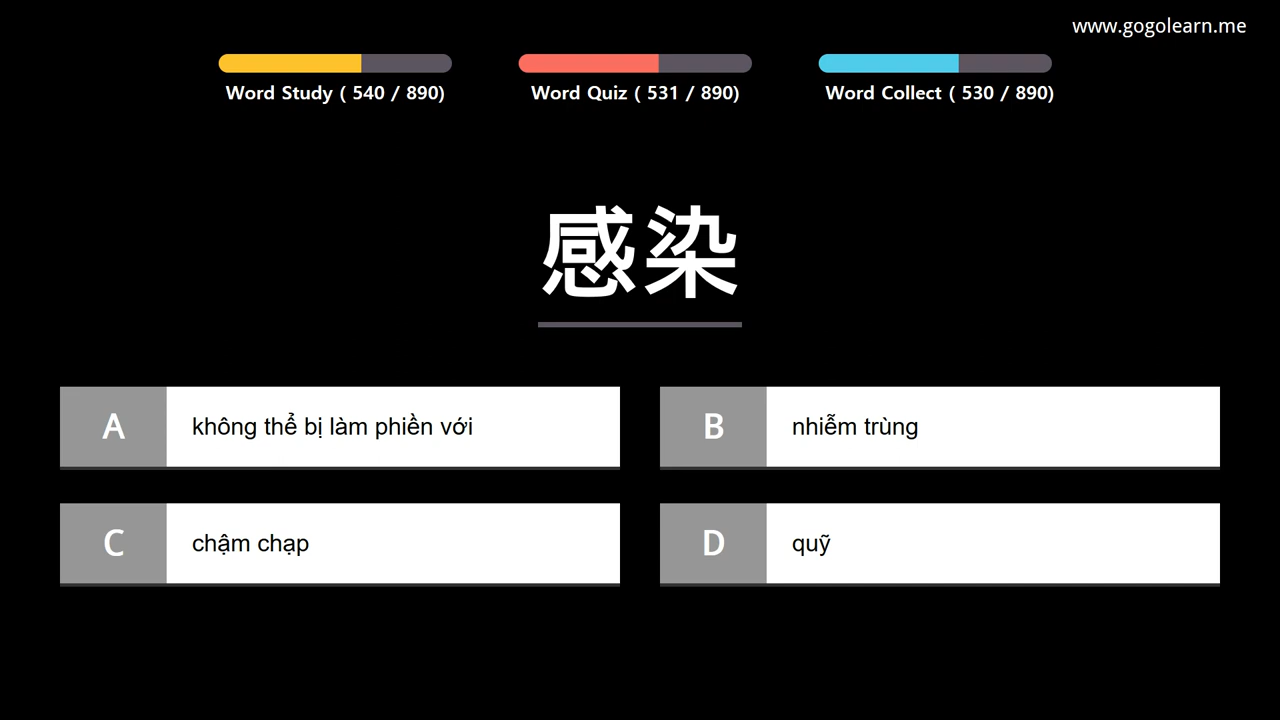 www.gogolearn.me
Word Study ( 540 / 890)
Word Quiz ( 531 / 890)
Word Collect ( 530 / 890)
感染
A không thể bị làm phiền với
B nhiễm trùng
C chậm chạp
D quỹ